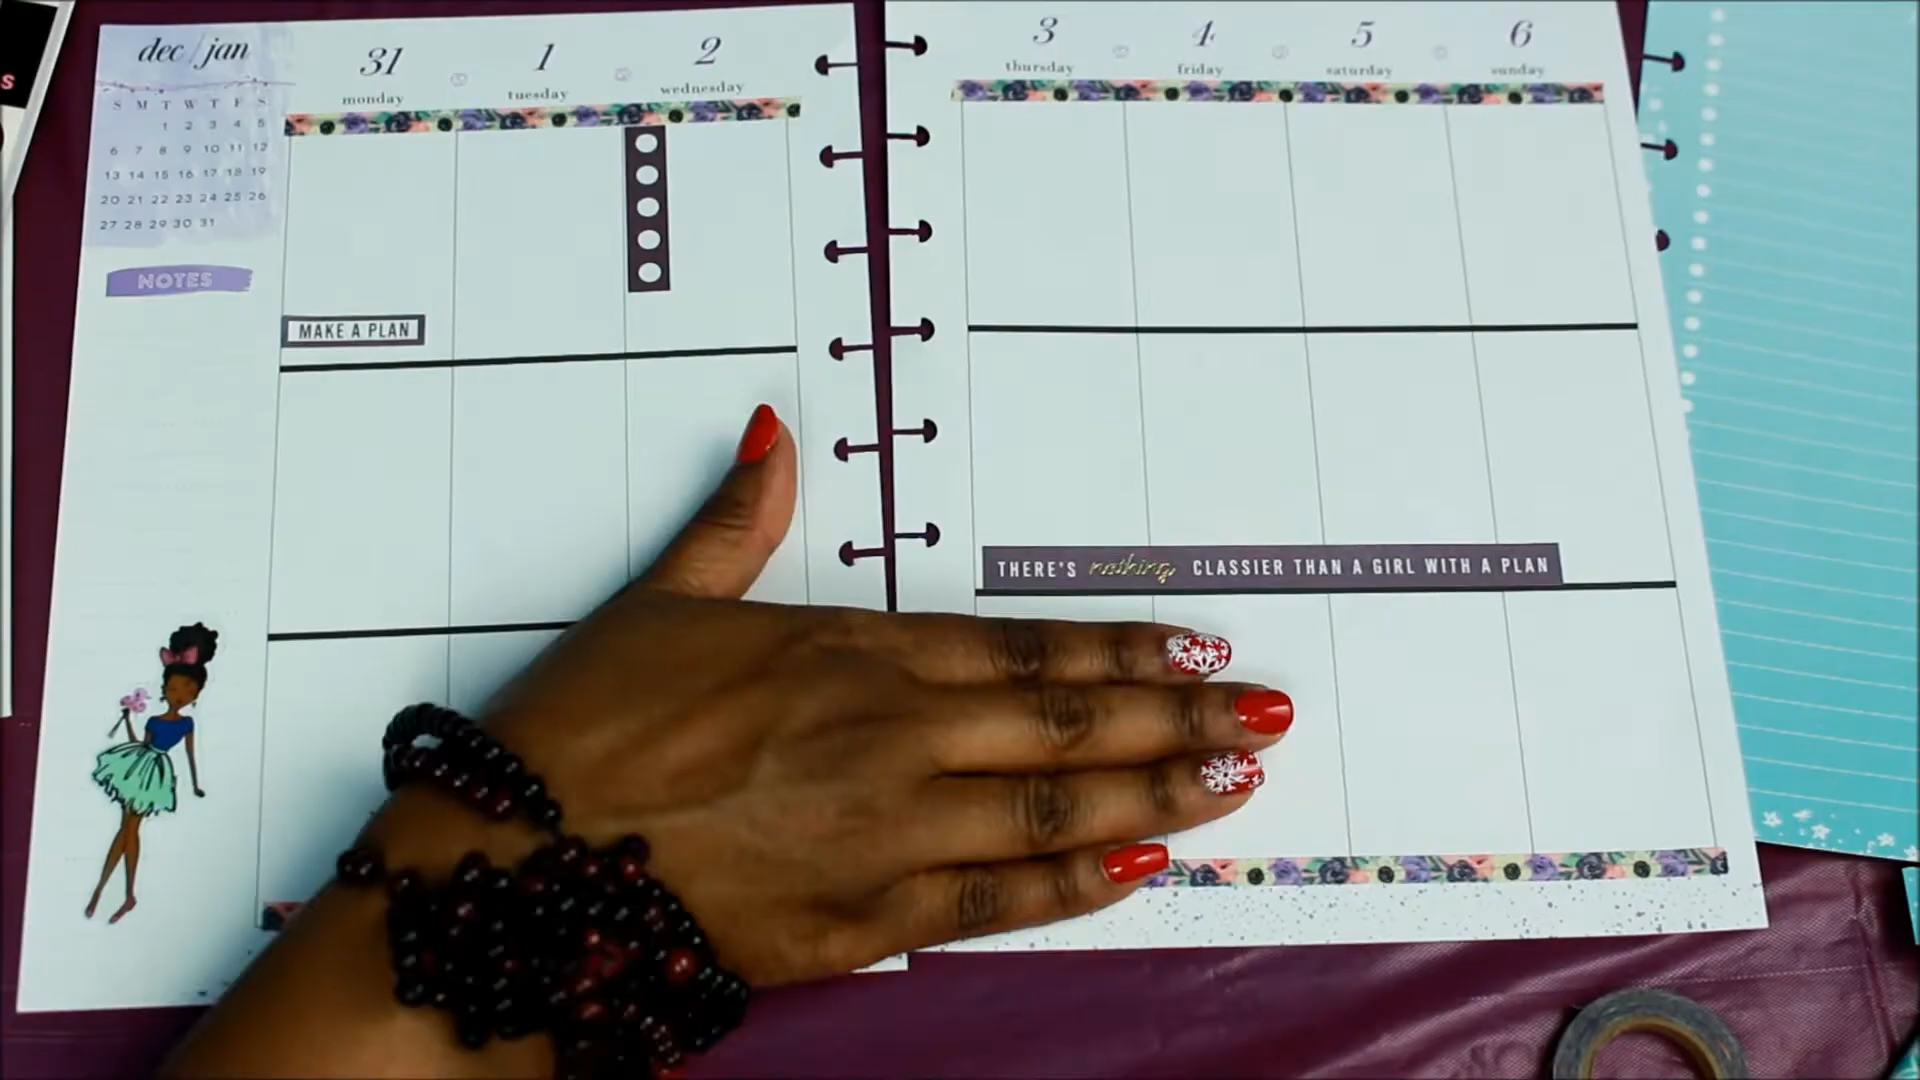 S
dec / jan
S M T W T F S
1 2 3 4 5
6 7 8 9 10 11 12
13 14 15 16 17 18 19
20 21 22 23 24 25 26
27 28 29 30 31
NOTES
31
monday
1
tuesday
2
wednesday
3
thursday
4
friday
5
saturday
6
sunday
MAKE A PLAN
THERE'S nothing CLASSIER THAN A GIRL WITH A PLAN